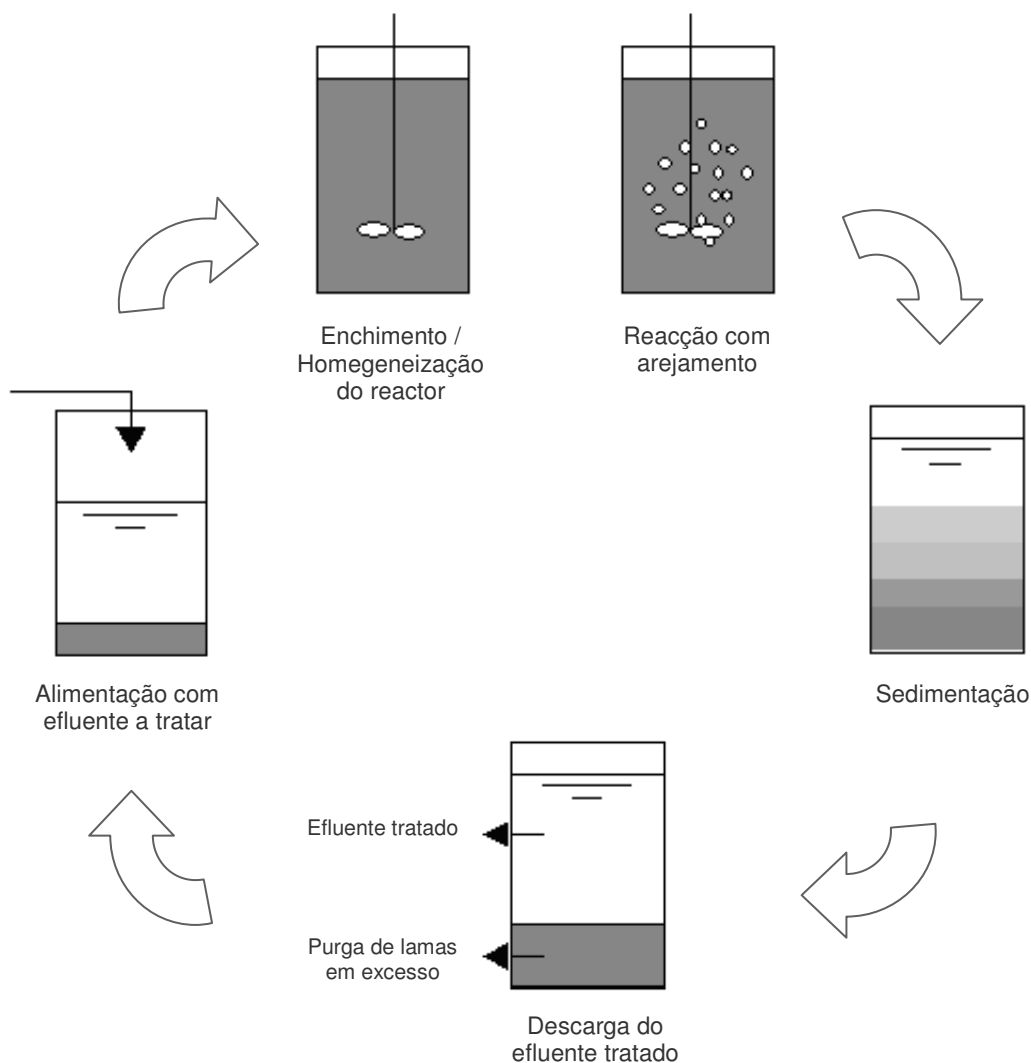 Enchimento /
Homegeneização
do reactor
Reacção com
arejamento
Alimentação com
efluente a tratar
Sedimentação
Efluente tratado
Purga de lamas
em excesso
Descarga do
efluente tratado